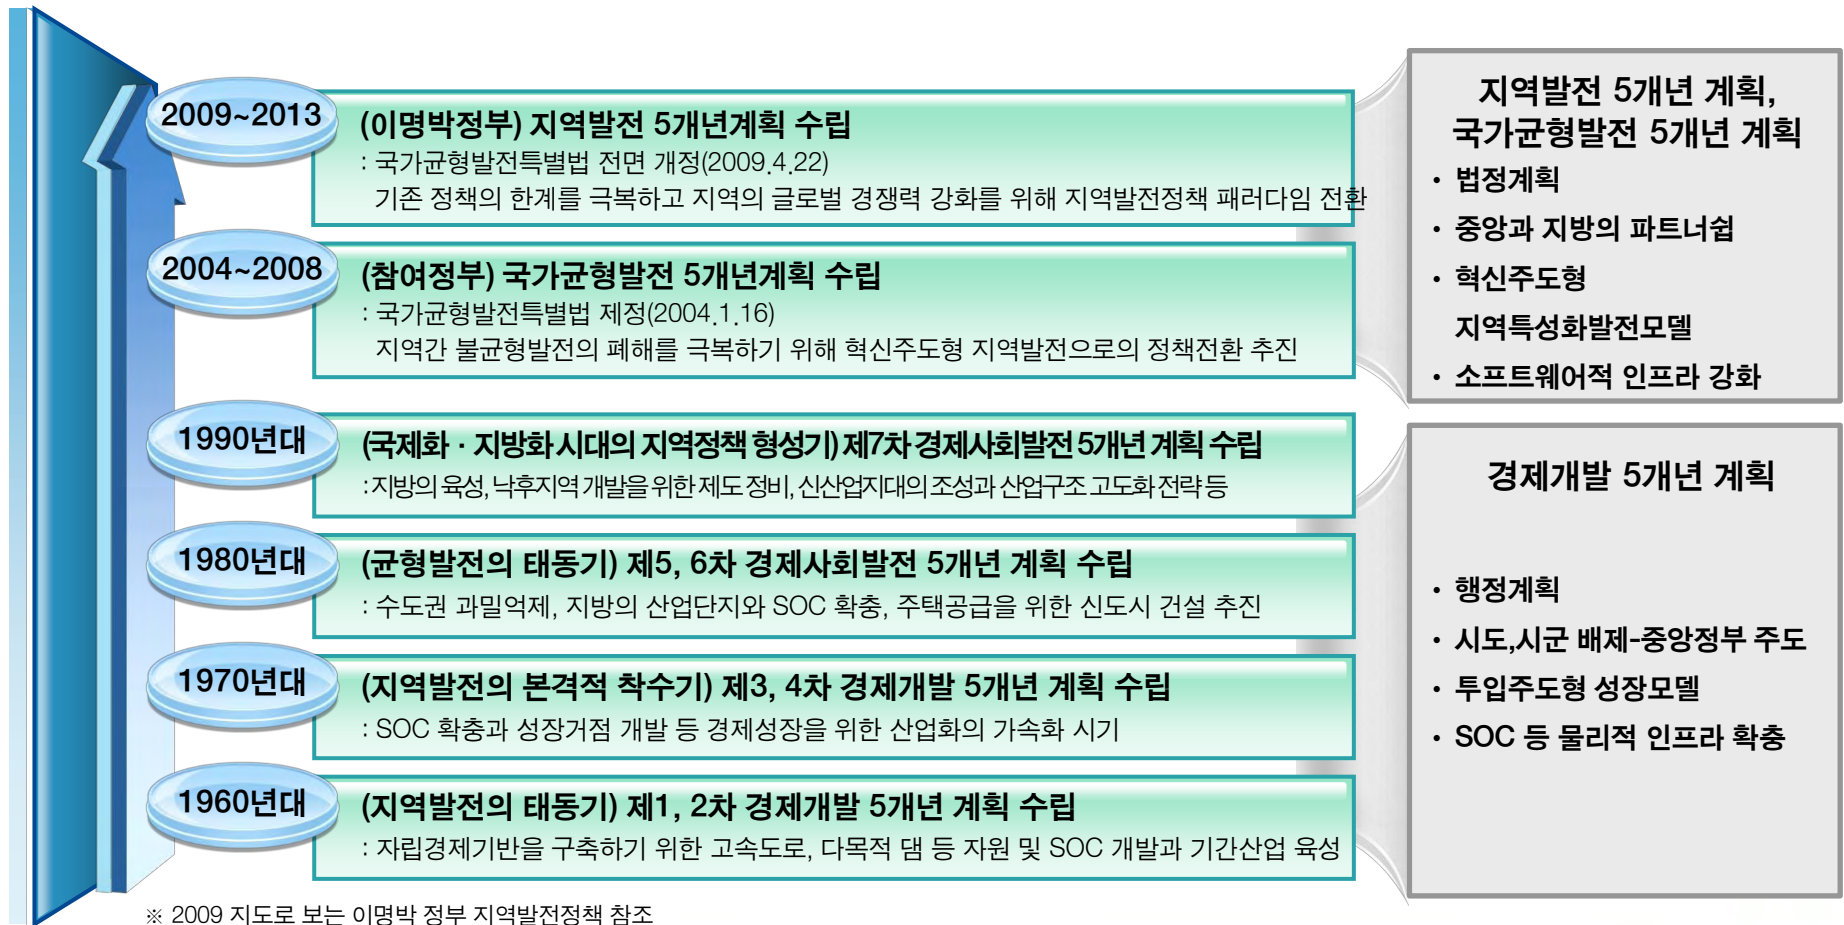 2009~2013
(이명박정부) 지역발전 5개년계획 수립
: 국가균형발전특별법 전면 개정(2009.4.22)
기존 정책의 한계를 극복하고 지역의 글로벌 경쟁력 강화를 위해 지역발전정책 패러다임 전환
2004~2008
(참여정부) 국가균형발전 5개년계획 수립
: 국가균형발전특별법 제정(2004.1.16)
지역간 불균형발전의 폐해를 극복하기 위해 혁신주도형 지역발전으로의 정책전환 추진
1990년대
(국제화·지방화 시대의 지역정책 형성기) 제7차 경제사회발전 5개년 계획 수립
: 지방의 육성, 낙후지역 개발을 위한 제도 정비, 신산업지대의 조성과 산업구조 고도화 전략 등
1980년대
(균형발전의 태동기) 제5, 6차 경제사회발전 5개년 계획 수립
: 수도권 과밀억제, 지방의 산업단지와 SOC 확충, 주택공급을 위한 신도시 건설 추진
1970년대
(지역발전의 본격적 착수기) 제3, 4차 경제개발 5개년 계획 수립
: SOC 확충과 성장거점 개발 등 경제성장을 위한 산업화의 가속화 시기
1960년대
(지역발전의 태동기) 제1, 2차 경제개발 5개년 계획 수립
: 자립경제기반을 구축하기 위한 고속도로, 다목적 댐 등 자원 및 SOC 개발과 기간산업 육성
※ 2009 지도로 보는 이명박 정부 지역발전정책 참조
지역발전 5개년 계획,
국가균형발전 5개년 계획
• 법정계획
• 중앙과 지방의 파트너쉽
• 혁신주도형
지역특성화발전모델
• 소프트웨어적 인프라 강화
경제개발 5개년 계획
• 행정계획
• 시도,시군 배제-중앙정부 주도
• 투입주도형 성장모델
• SOC 등 물리적 인프라 확충